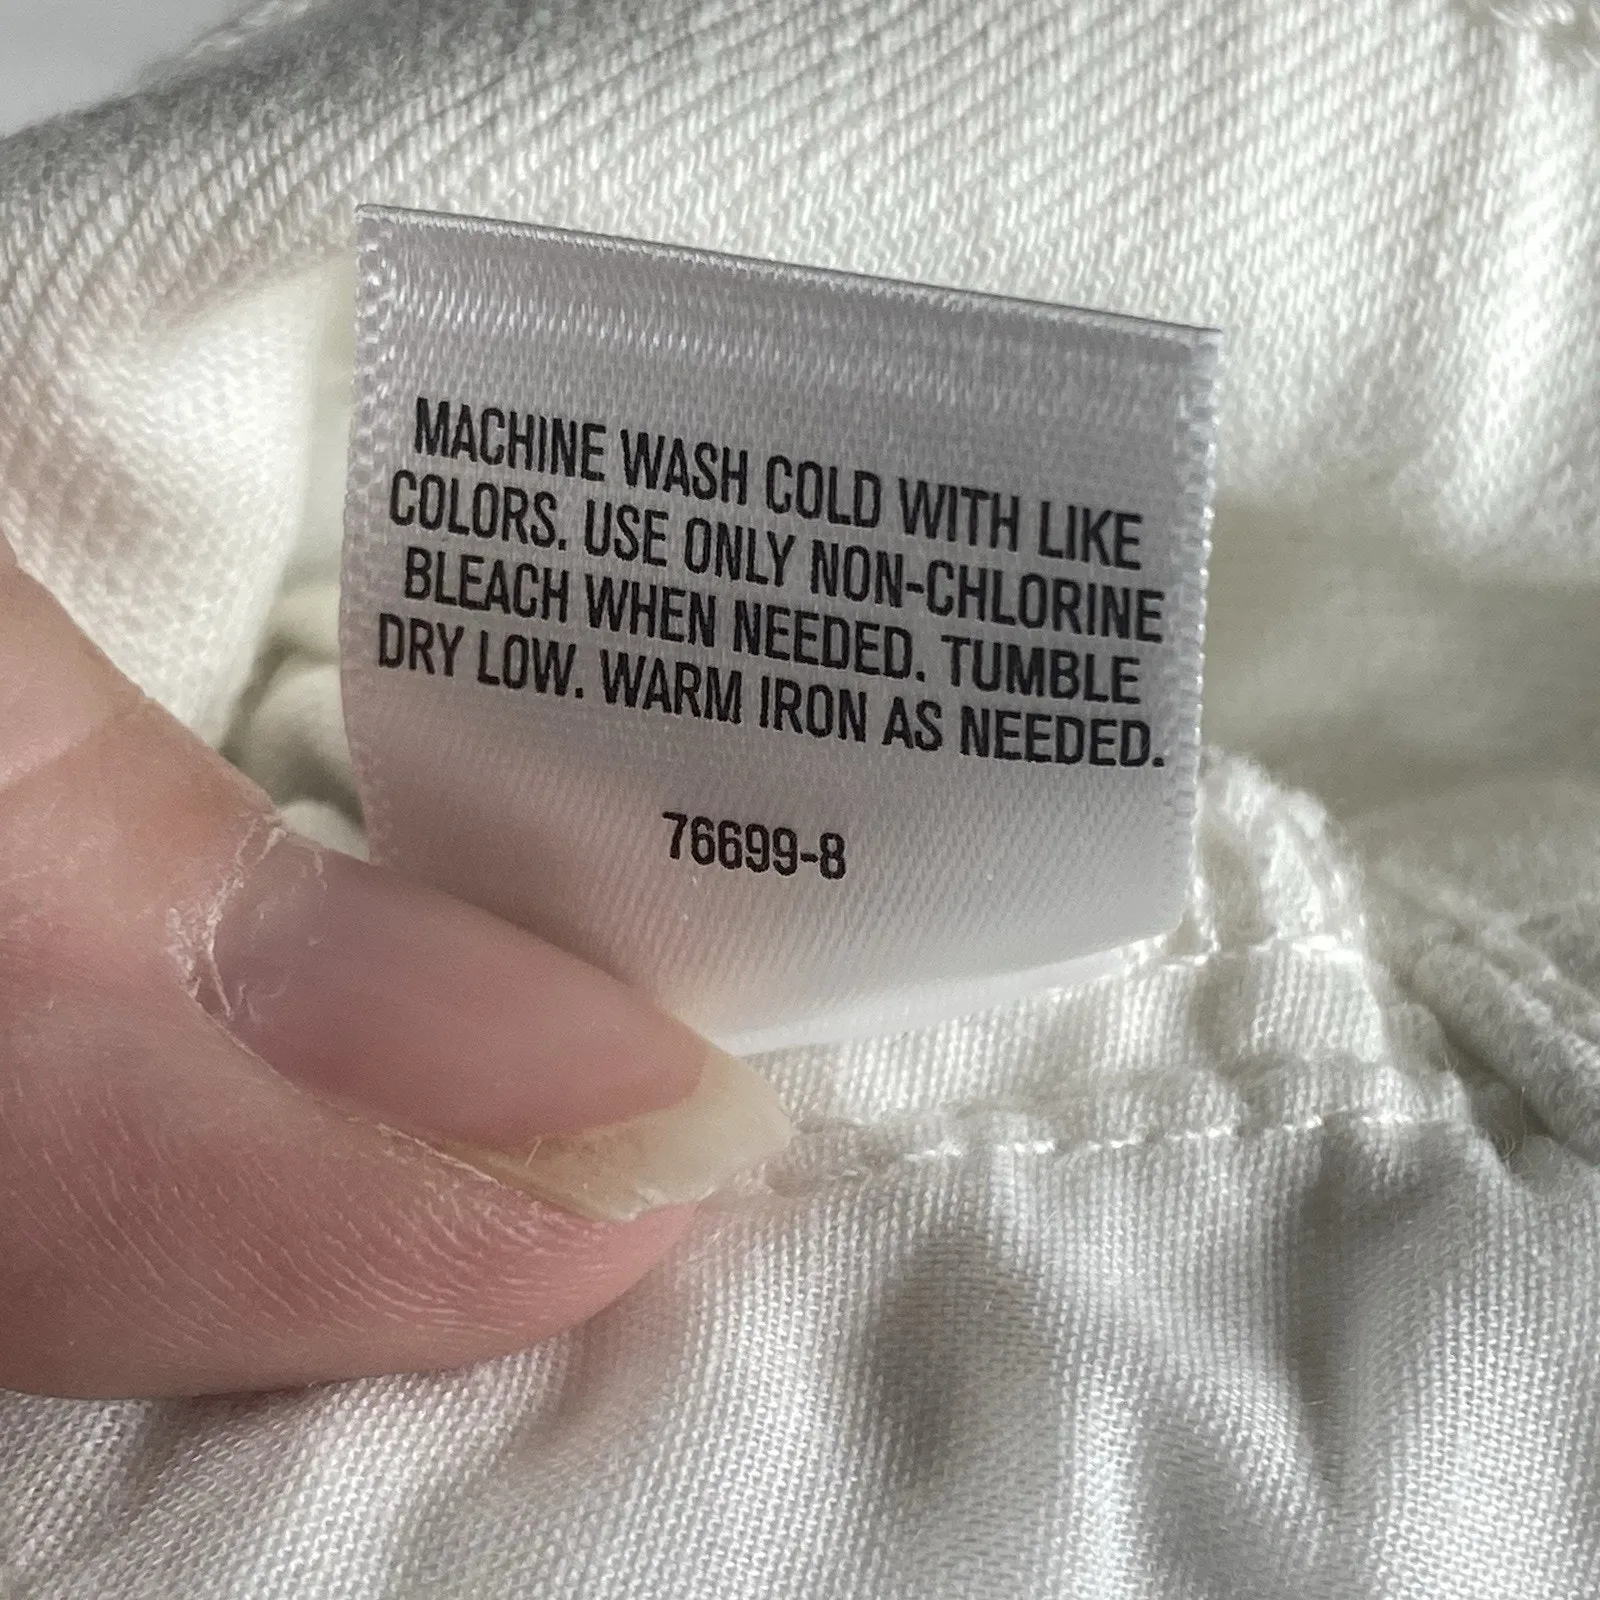 MACHINE WASH COLD WITH LIKE
COLORS. USE ONLY NON-CHLORINE
BLEACH WHEN NEEDED. TUMBLE
DRY LOW. WARM IRON AS NEEDED.
76699-8